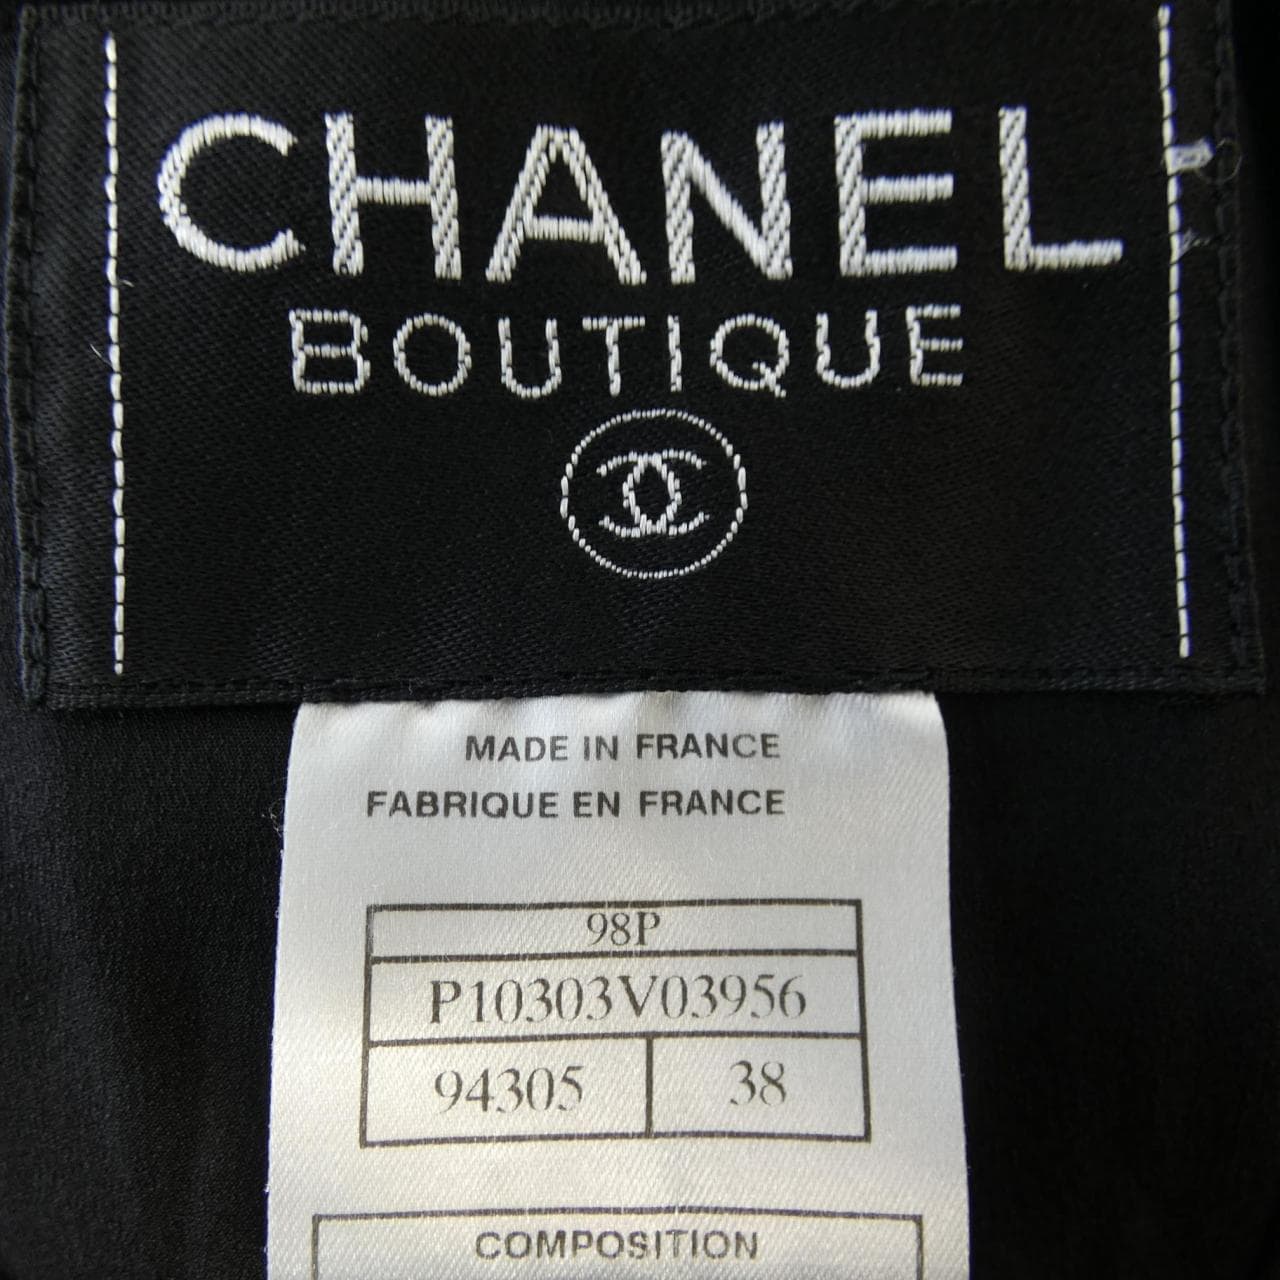 CHANEL
BOUTIQUE
MADE IN FRANCE
FABRIQUE EN FRANCE
98P
P10303V03956
94305 38
COMPOSITION